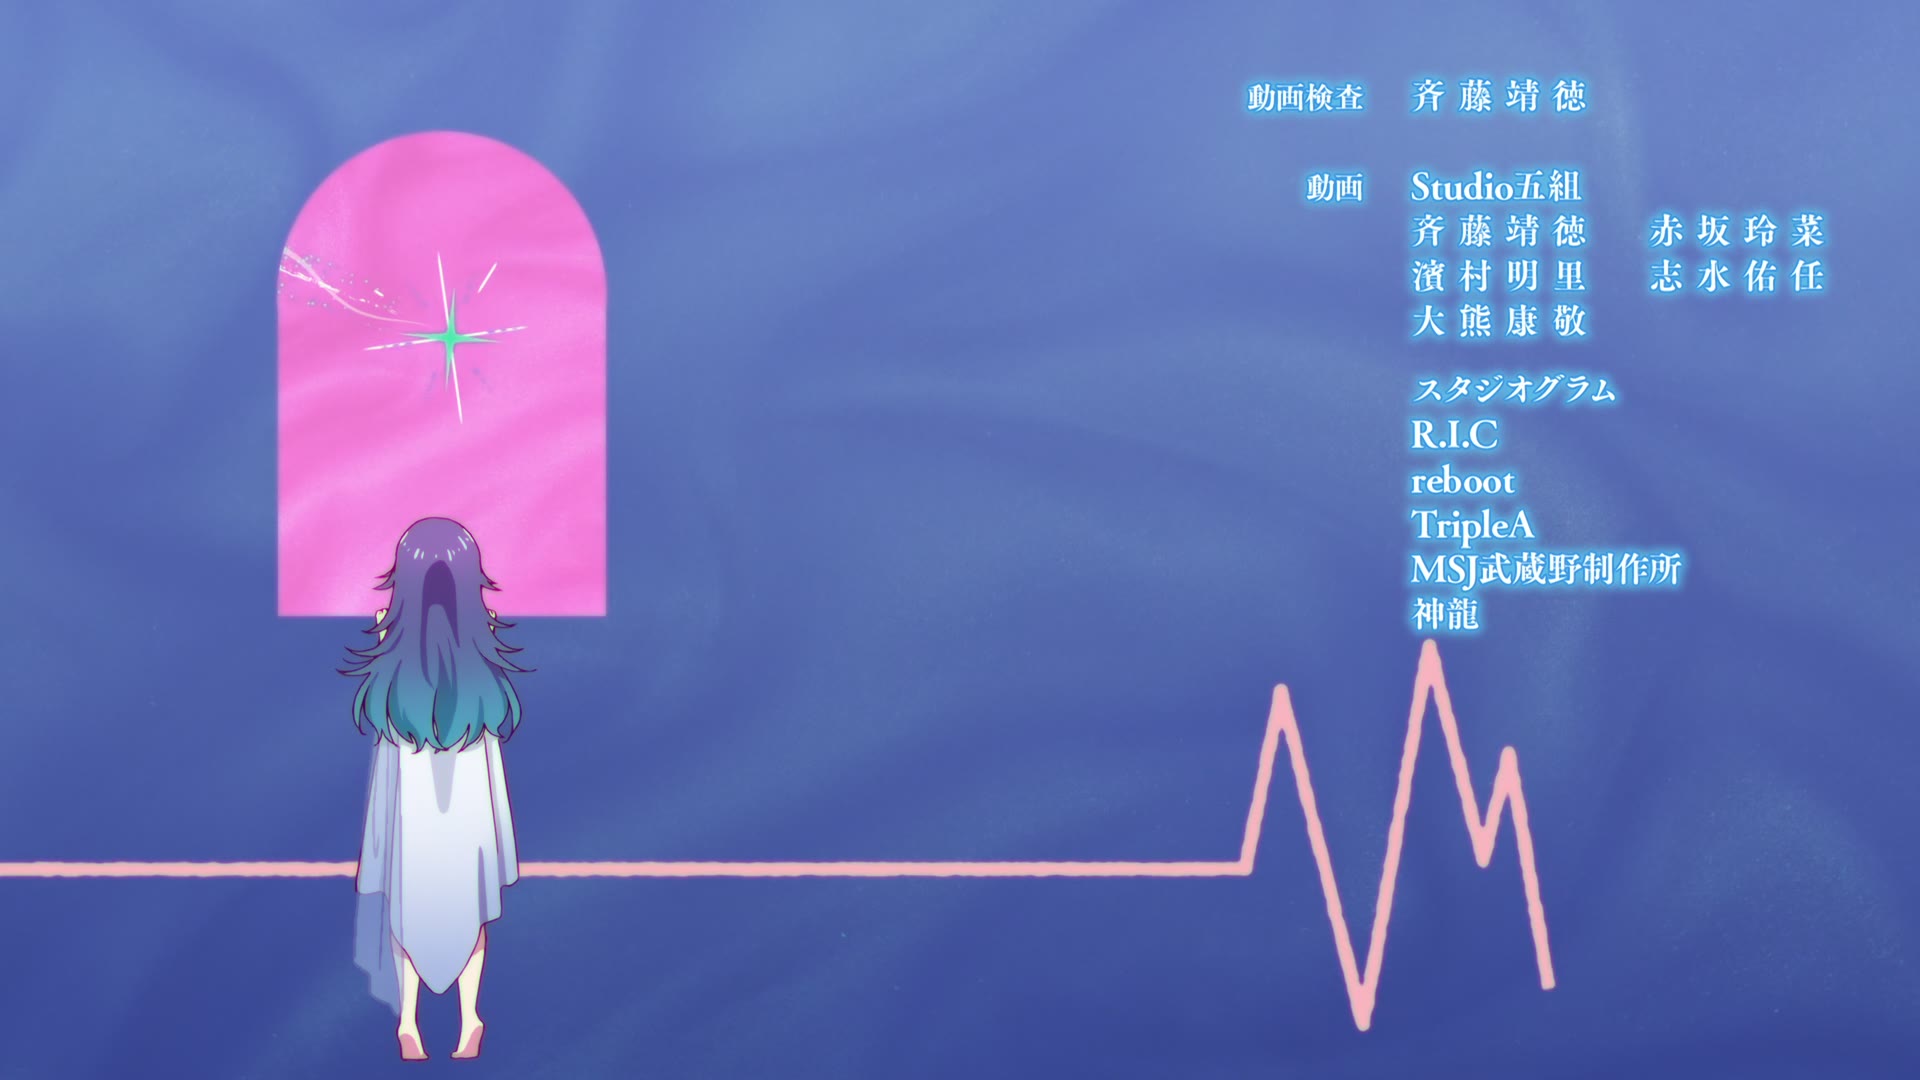 動画検査 斉藤靖徳
動画 Studio五組
斉藤靖徳 赤坂玲菜
濱村明里 志水佑任
大熊康敬
スタジオグラム
R.I.C
reboot
TripleA
MSJ武蔵野制作所
神龍